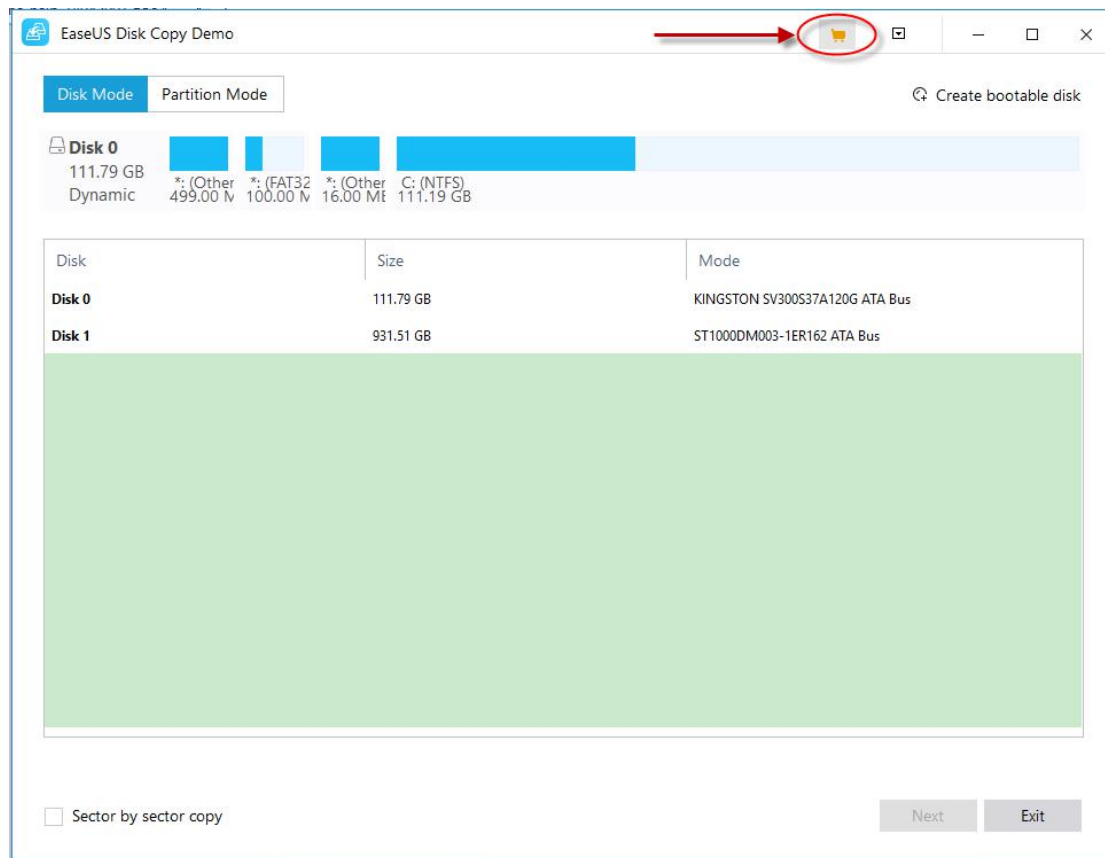 EaseUS Disk Copy Demo
Disk Mode Partition Mode Create bootable disk
Disk 0
111.79 GB
Dynamic
*: (Other *: (FAT32 *: (Other C: (NTFS)
499.00 M 100.00 M 16.00 MB 111.19 GB
Disk Size Mode
Disk 0 111.79 GB KINGSTON SV300S37A120G ATA Bus
Disk 1 931.51 GB ST1000DM003-1ER162 ATA Bus
Sector by sector copy Next Exit